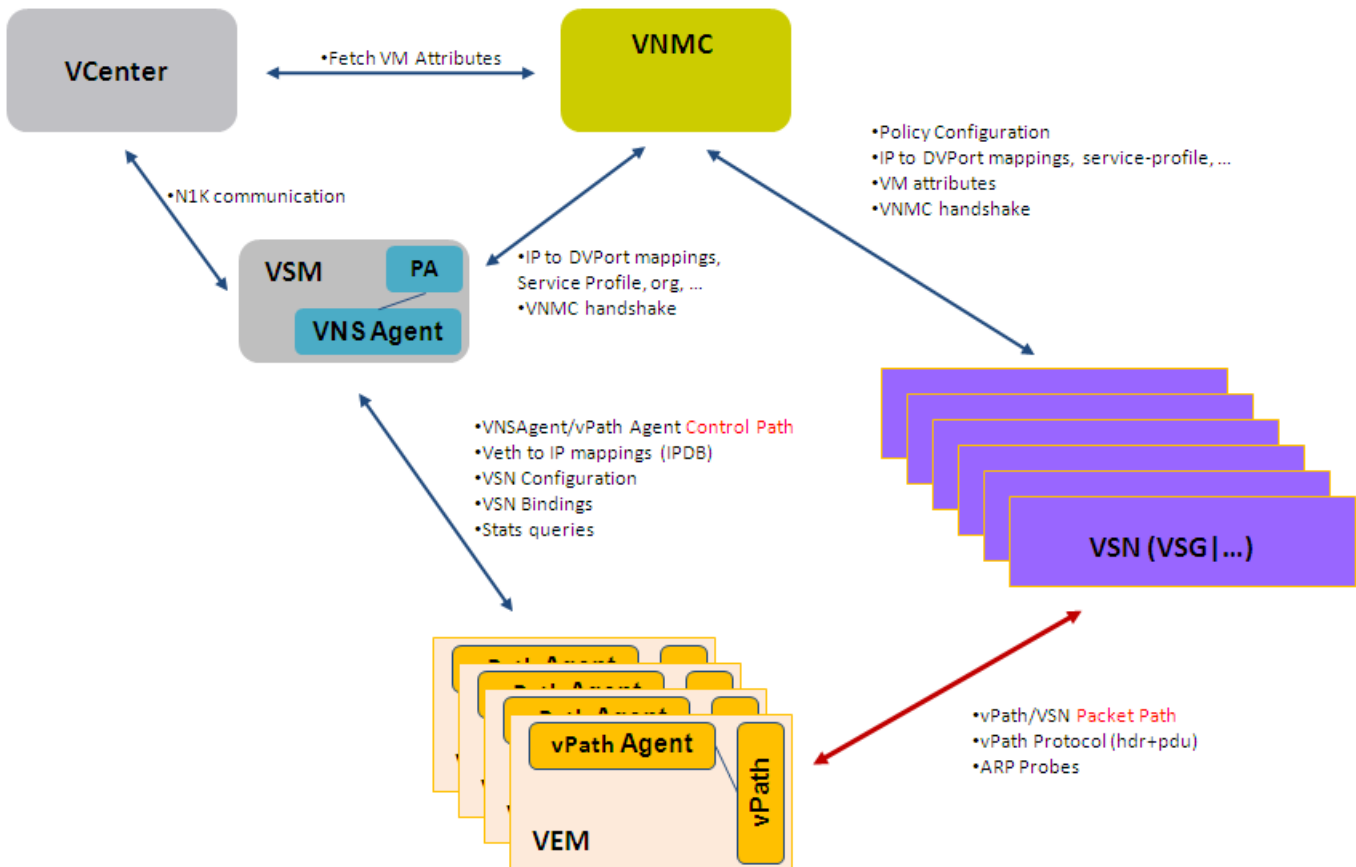 VCenter
VNMC
•Fetch VM Attributes
•Policy Configuration
•IP to DVPort mappings, service-profile, ...
•VM attributes
•VNMC handshake
•N1K communication
VSM
PA
VNS Agent
•IP to DVPort mappings,
Service Profile, org, ...
•VNMC handshake
•VNSAgent/vPath Agent Control Path
•Veth to IP mappings (IPDB)
•VSN Configuration
•VSN Bindings
•Stats queries
VSN (VSG|...)
vPath Agent
vPath
VEM
•vPath/VSN Packet Path
•vPath Protocol (hdr+pdu)
•ARP Probes